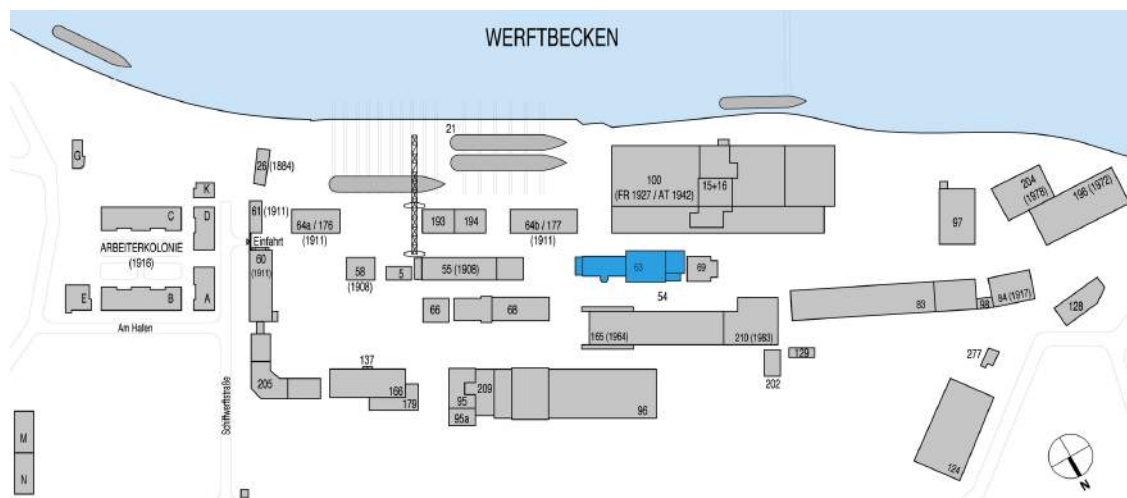 WERFTBECKEN
21
G
26 (1884)
K
C
D
ARBEITERKOLONIE
(1916)
E
B
A
Am Hafen
61 (1911)
Einfahrt
60
(1911)
64a / 176
(1911)
58
(1908)
5
193
194
55 (1908)
64b / 177
(1911)
66
68
100
(FR 1927 / AT 1942)
15+16
63
69
54
165 (1964)
210 (1983)
202
129
97
204
(1978)
196 (1972)
83
98
84 (1917)
128
277
124
205
137
166
179
95
95a
209
96
Schiffwerftstraße
M
N
N